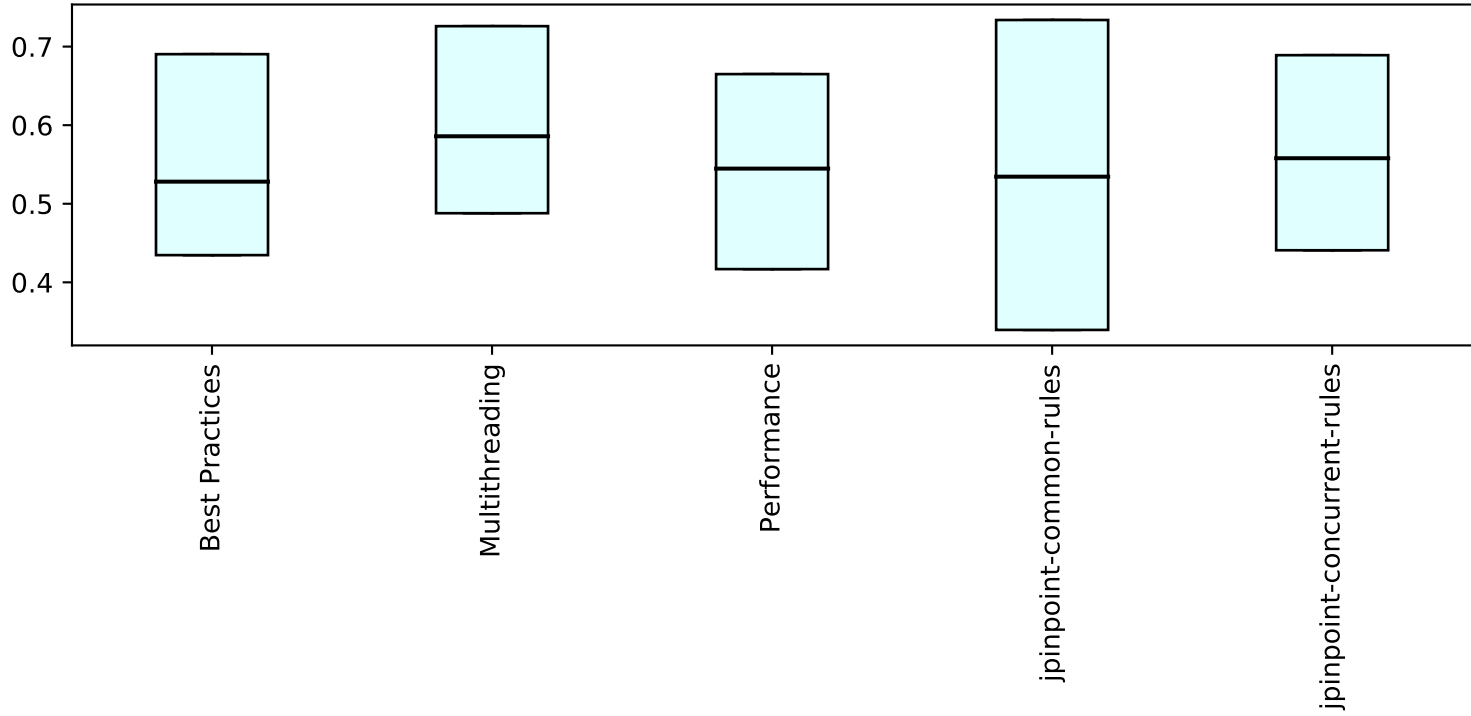 0.7
0.6
0.5
0.4
Best Practices
Multithreading
Performance
jpinpoint-common-rules
jpinpoint-concurrent-rules